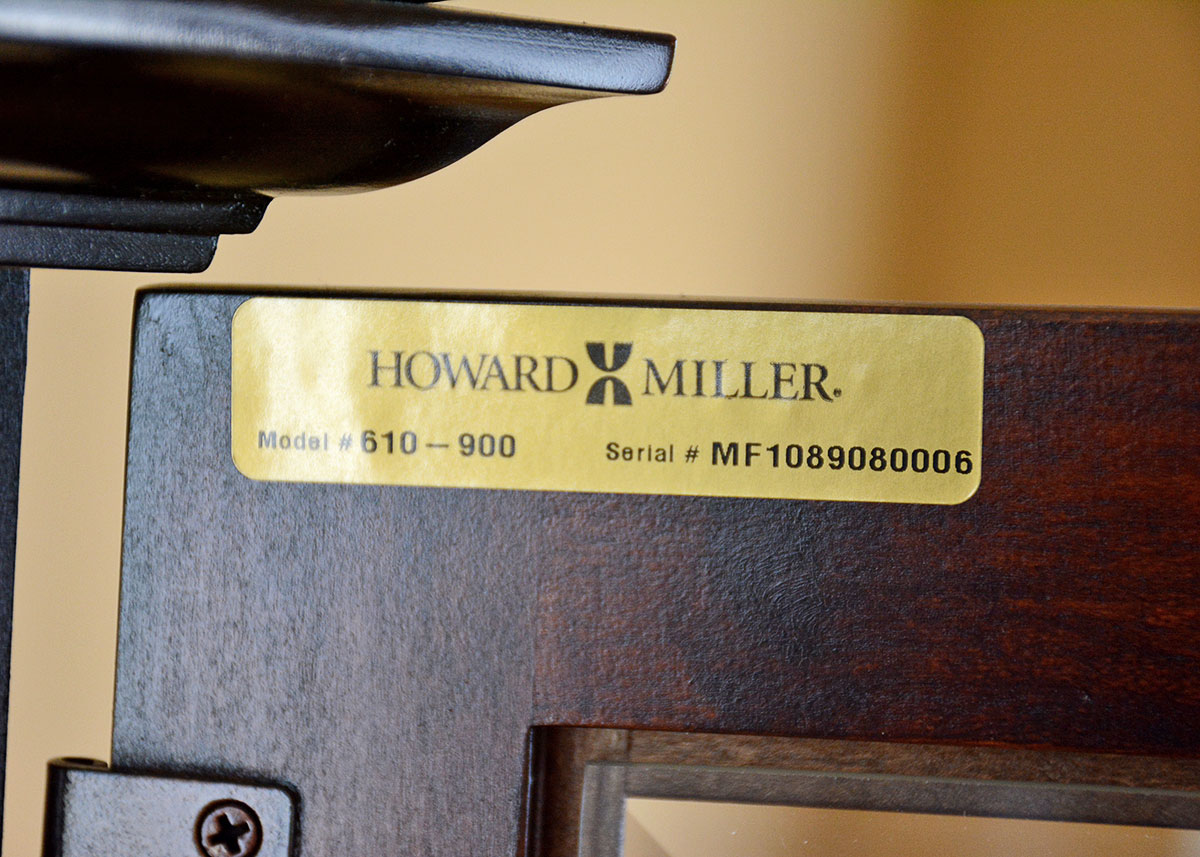 HOWARD MILLER.
Model # 610 – 900 Serial # MF1089080006